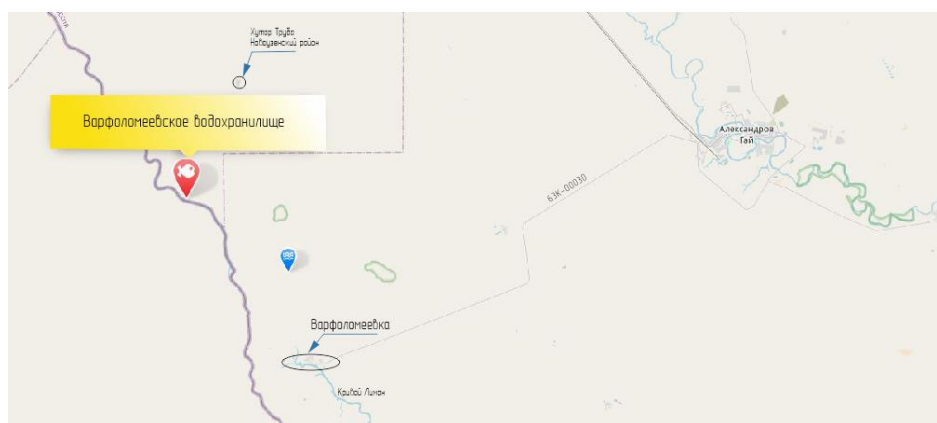 Хутор Труба
Новоузенский район
Варфоломеевское водохранилище
Александров
Гай
63К-00030
Варфоломеевка
Кривой Лиман